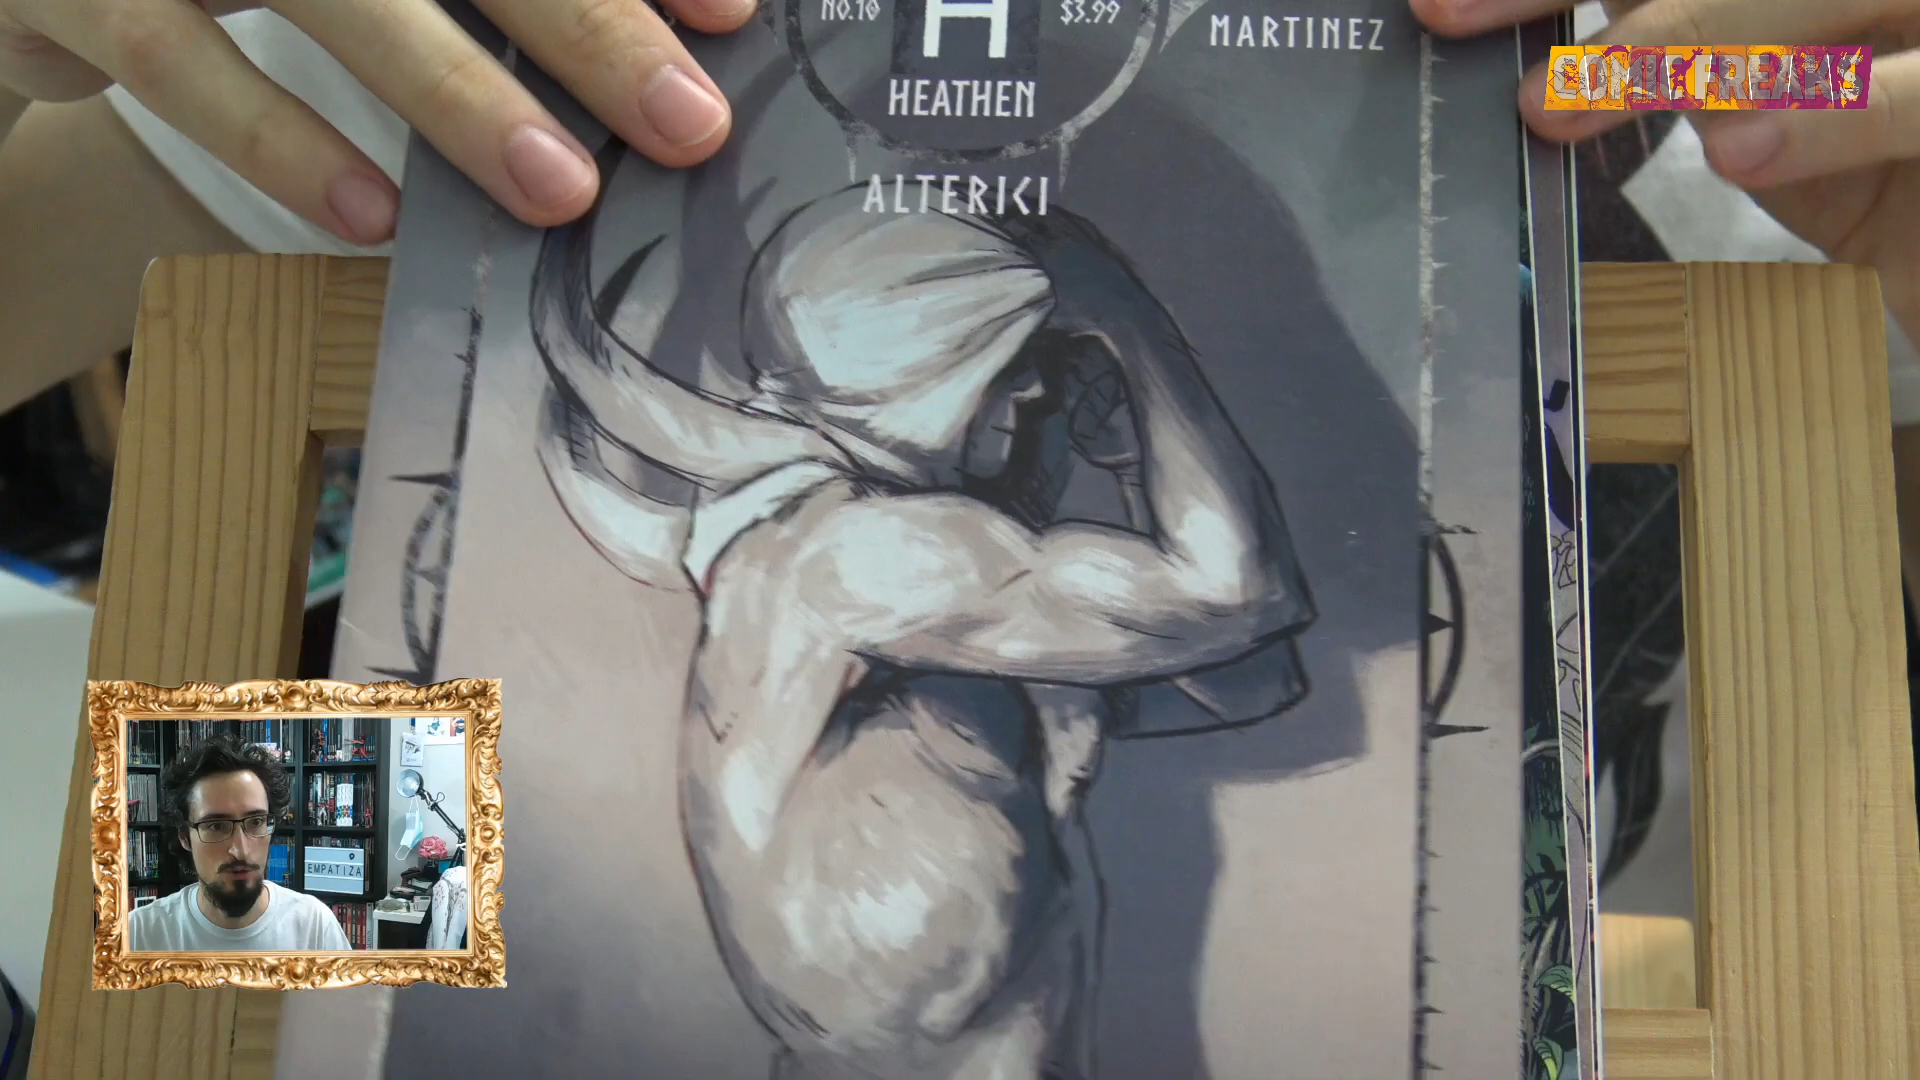 NO.10
H
$3.99
HEATHEN
MARTINEZ
ALTERICI
COMIC FREAKS
EMPATIZA